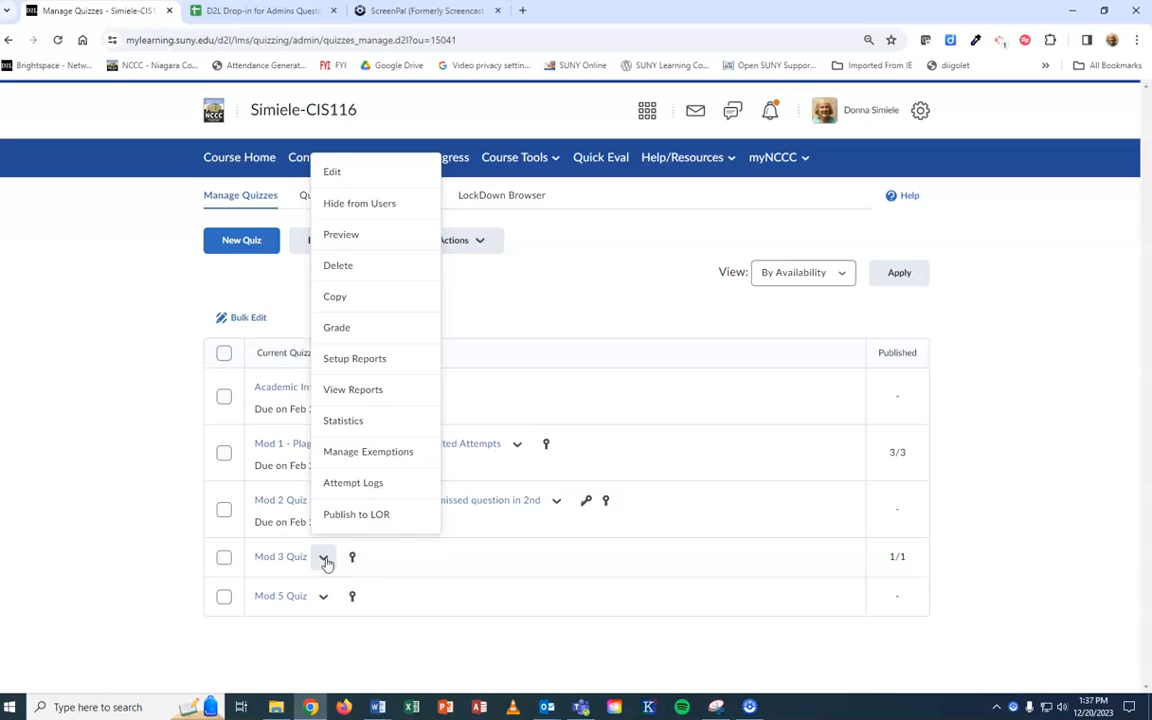 Manage Quizzes - Simiele-CIS116
D2L Drop-in for Admins Questi
ScreenPal (Formerly Screencast
mylearning.suny.edu/d2l/lms/quizzing/admin/quizzes_manage.d2l?ou=15041
Brightspace - Netw...
NCCC - Niagara Co...
Attendance Generat...
FYI
Google Drive
Video privacy settin...
SUNY Online
SUNY Learning Co...
Open SUNY Suppor...
Imported From IE
diigolet
All Bookmarks
Simiele-CIS116
Donna Simiele
Course Home
Con
gress
Course Tools
Quick Eval
Help/Resources
myNCCC
Manage Quizzes
Qu
LockDown Browser
Help
New Quiz
ctions
View:
By Availability
Apply
Bulk Edit
Current Quizz
Published
Academic In
Due on Feb
-
Mod 1 - Plag
ted Attempts
Due on Feb
3/3
Mod 2 Quiz
missed question in 2nd
Due on Feb
-
Mod 3 Quiz
1/1
Mod 5 Quiz
-
Edit
Hide from Users
Preview
Delete
Copy
Grade
Setup Reports
View Reports
Statistics
Manage Exemptions
Attempt Logs
Publish to LOR
Type here to search
1:37 PM
12/20/2023